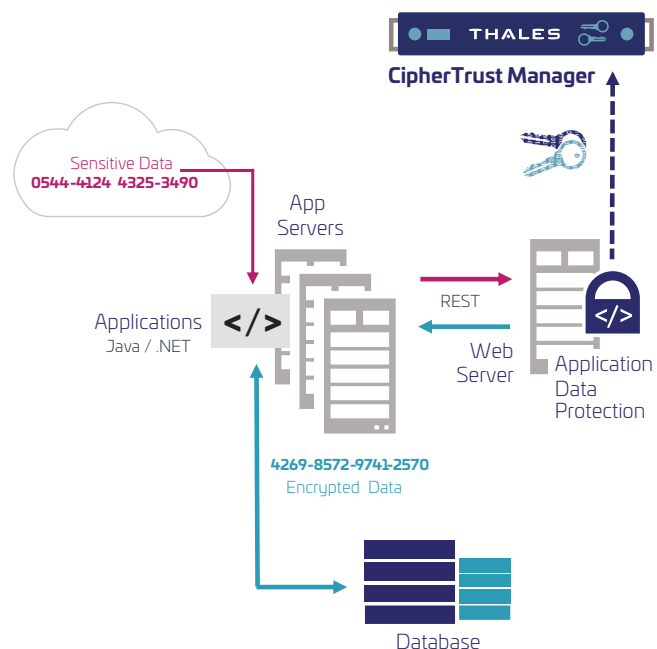 THALES
CipherTrust Manager
Sensitive Data
0544-4124 4325-3490
App
Servers
</>
Applications
Java / .NET
REST
Web
Server
</>
Application
Data
Protection
4269-8572-9741-2570
Encrypted Data
Database